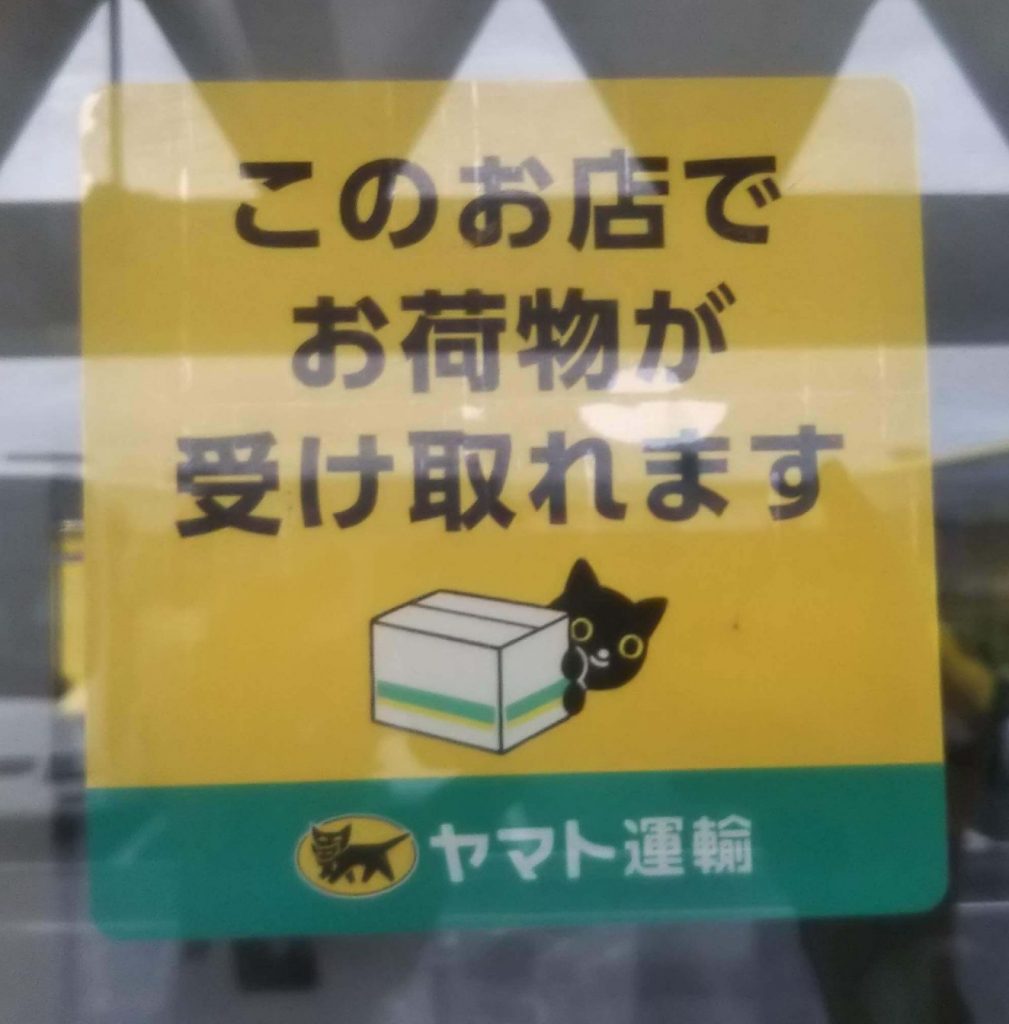 このお店で
お荷物が
受け取れます
ヤマト運輸